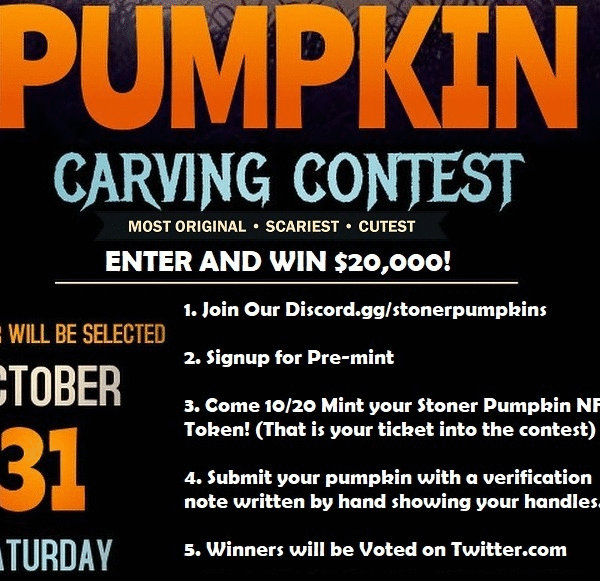 PUMPKIN
CARVING CONTEST
MOST ORIGINAL • SCARIEST • CUTEST
ENTER AND WIN $20,000!
R WILL BE SELECTED
CTOBER
31
ATURDAY
1. Join Our Discord.gg/stonerpumpkins
2. Signup for Pre-mint
3. Come 10/20 Mint your Stoner Pumpkin NF
Token! (That is your ticket into the contest)
4. Submit your pumpkin with a verification
note written by hand showing your handles.
5. Winners will be Voted on Twitter.com